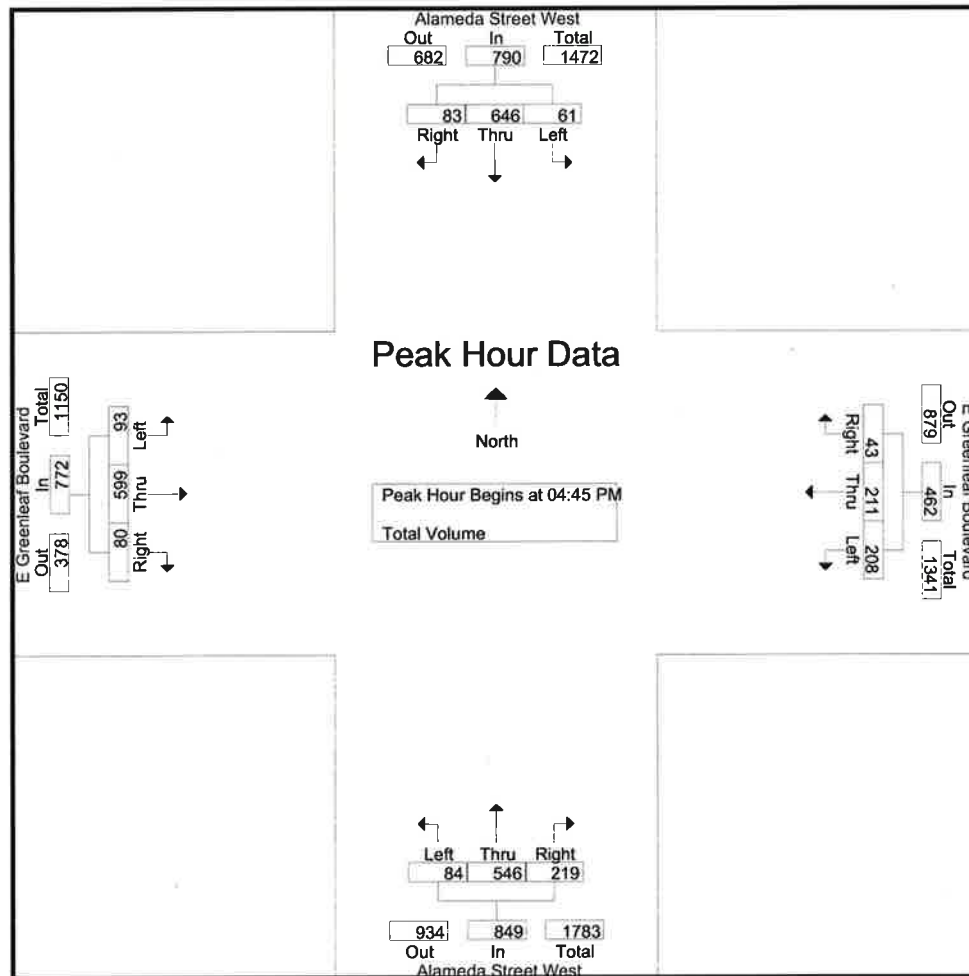 Alameda Street West
Out In Total
682 790 1472
83 646 61
Right Thru Left
Peak Hour Data
North
Peak Hour Begins at 04:45 PM
Total Volume
E Greenleaf Boulevard
Out In Total
378 772 1150
80 599 93
Right Thru Left
E Greenleaf Boulevard
Out In Total
879 462 1341
43 211 208
Right Thru Left
Left Thru Right
84 546 219
934 849 1783
Out In Total
Alameda Street West